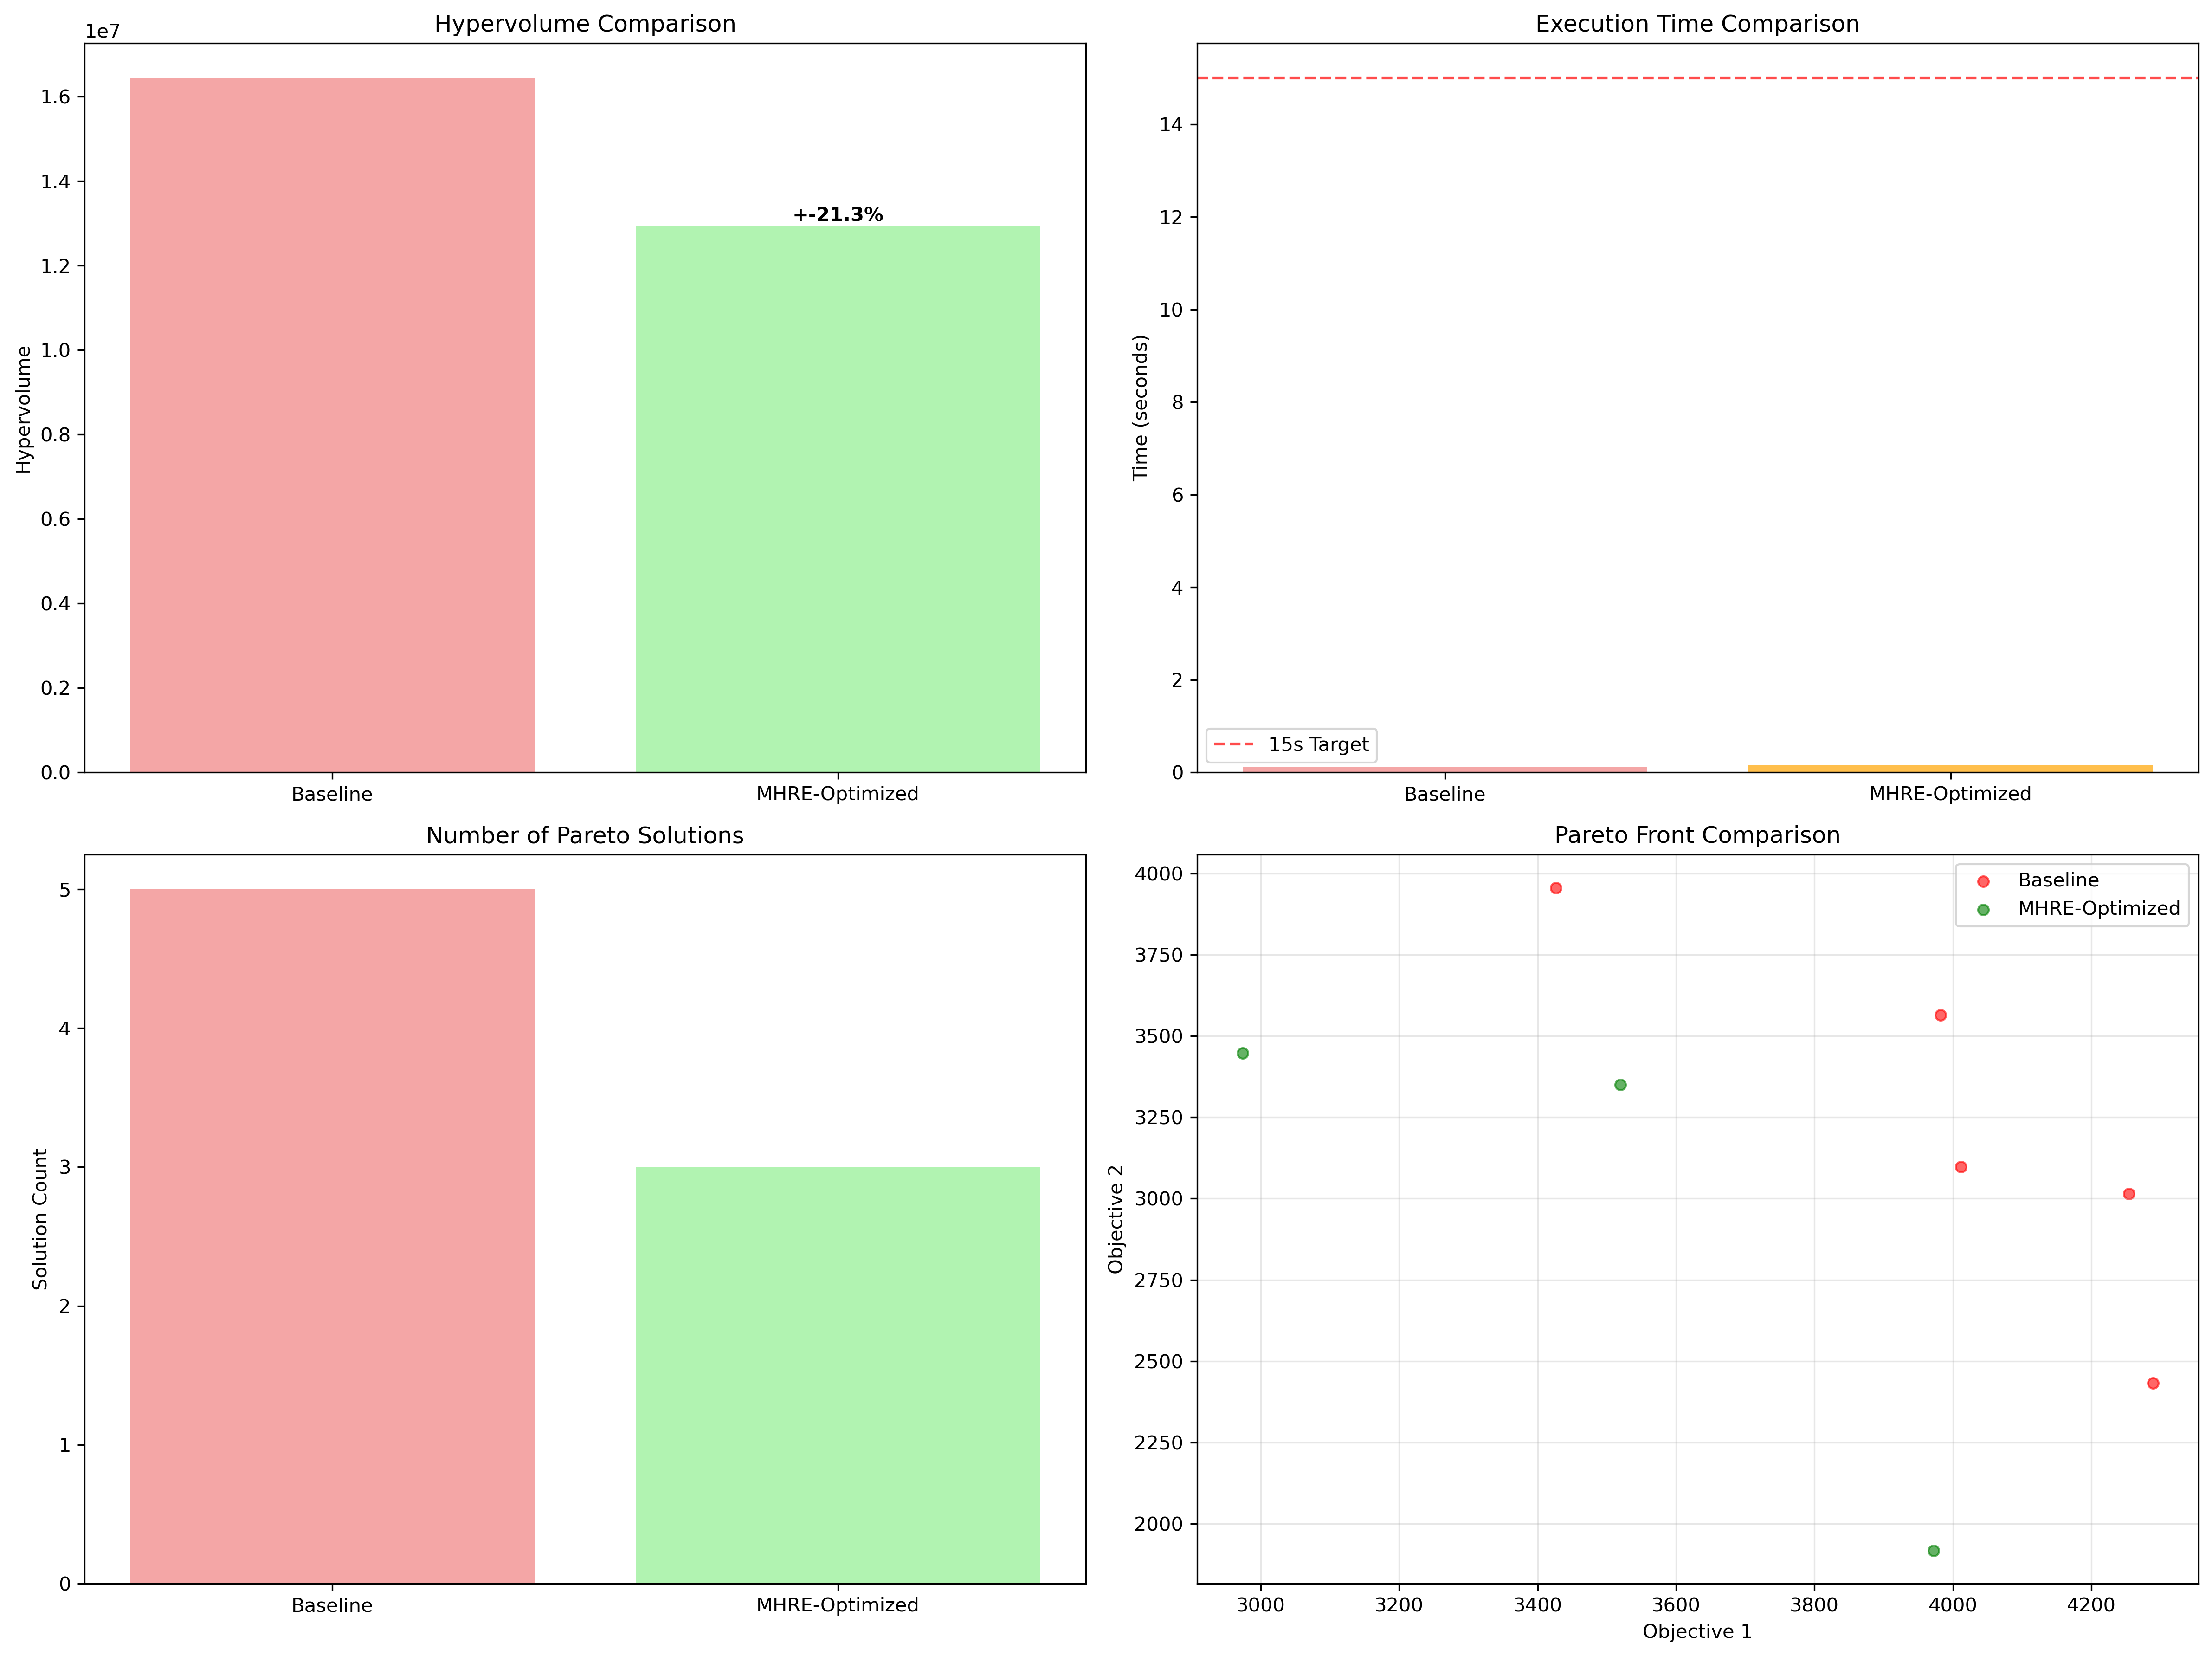 Hypervolume Comparison
1e7
Hypervolume
1.6
1.4
1.2
1.0
0.8
0.6
0.4
0.2
0.0
+-21.3%
Baseline
MHRE-Optimized
Execution Time Comparison
Time (seconds)
14
12
10
8
6
4
2
0
15s Target
Baseline
MHRE-Optimized
Number of Pareto Solutions
Solution Count
5
4
3
2
1
0
Baseline
MHRE-Optimized
Pareto Front Comparison
Objective 2
4000
3750
3500
3250
3000
2750
2500
2250
2000
Baseline
MHRE-Optimized
3000 3200 3400 3600 3800 4000 4200
Objective 1